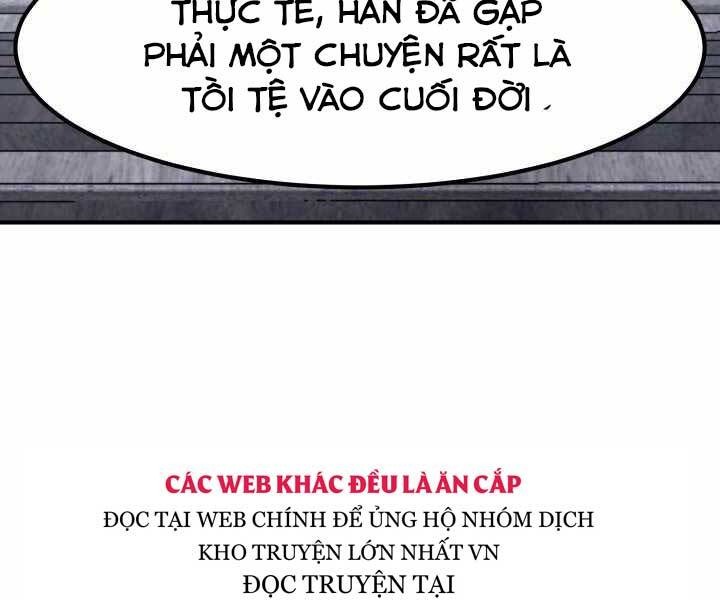 THỰC TẾ, HẮN ĐÃ GẶP
PHẢI MỘT CHUYỆN RẤT LÀ
TỒI TỆ VÀO CUỐI ĐỜI.
CÁC WEB KHÁC ĐỀU LÀ ĂN CẮP
ĐỌC TẠI WEB CHÍNH ĐỂ ỦNG HỘ NHÓM DỊCH
KHO TRUYỆN LỚN NHẤT VN
ĐỌC TRUYỆN TẠI